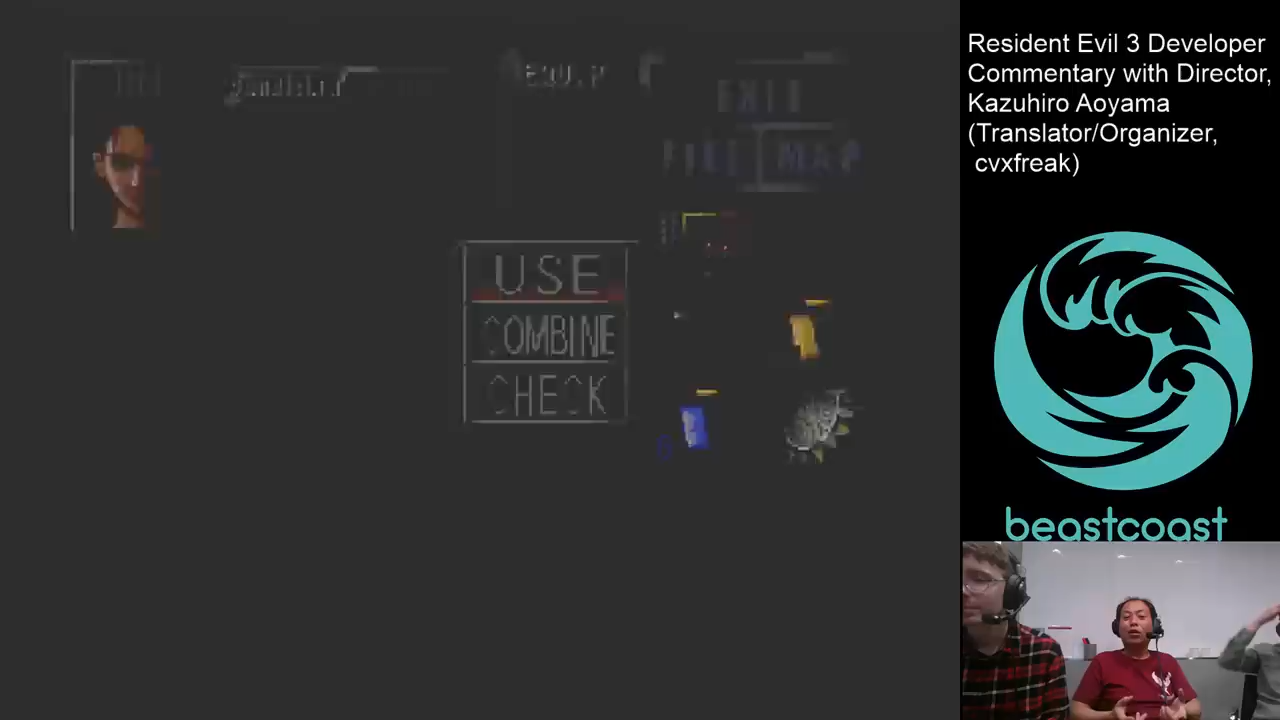 Resident Evil 3 Developer
Commentary with Director,
Kazuhiro Aoyama
(Translator/Organizer,
cvxfreak)
EXIT
FILE MAP
USE
COMBINE
CHECK
beastcoast